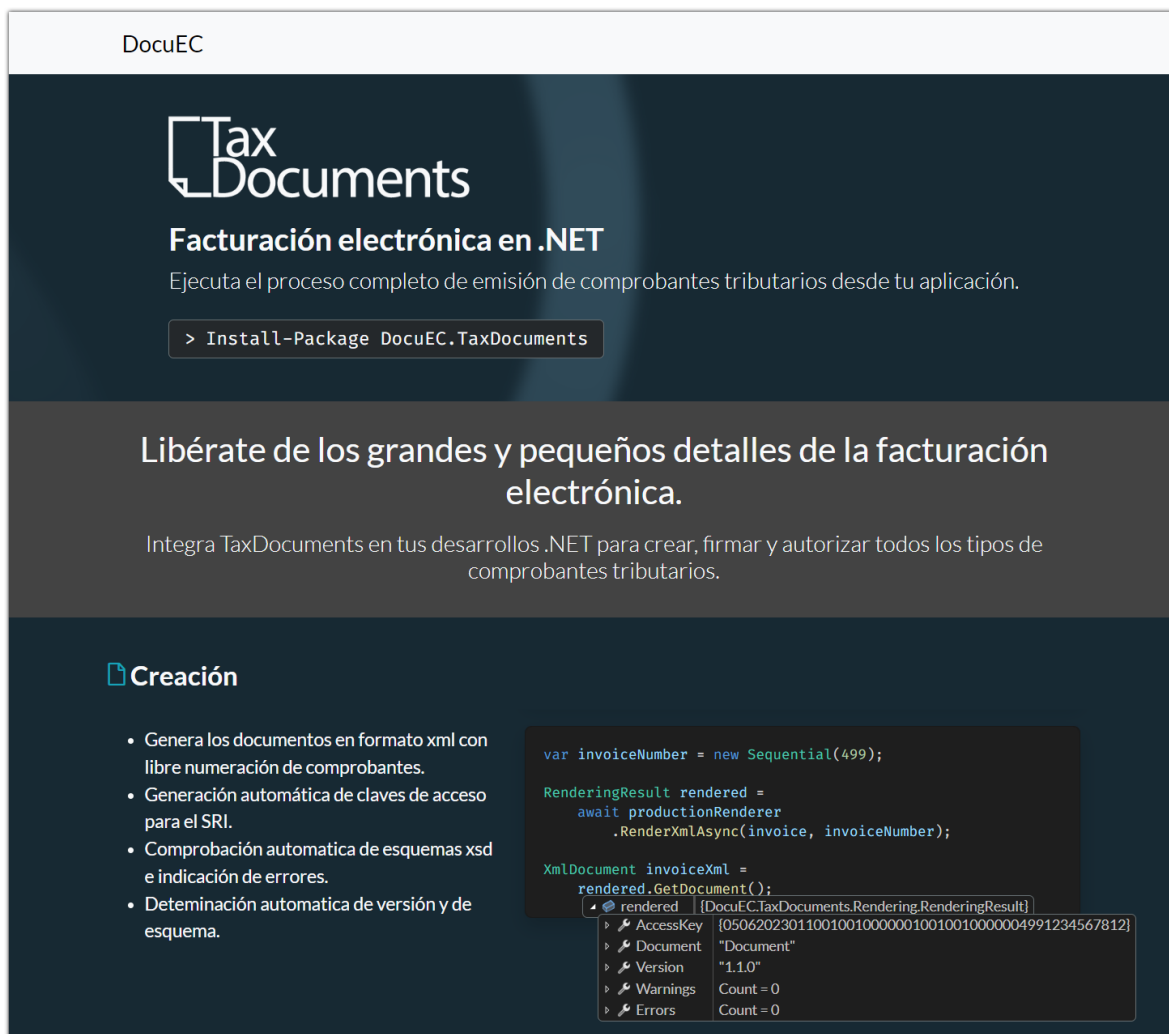 DocuEC
Tax
Documents
Facturación electrónica en .NET
Ejecuta el proceso completo de emisión de comprobantes tributarios desde tu aplicación.
> Install-Package DocuEC.TaxDocuments
Libérate de los grandes y pequeños detalles de la facturación
electrónica.
Integra TaxDocuments en tus desarrollos .NET para crear, firmar y autorizar todos los tipos de
comprobantes tributarios.
Creación
• Genera los documentos en formato xml con
libre numeración de comprobantes.
• Generación automática de claves de acceso
para el SRI.
• Comprobación automatica de esquemas xsd
e indicación de errores.
• Deteminación automatica de versión y de
esquema.
var invoiceNumber = new Sequential(499);
RenderingResult rendered =
await productionRenderer
.RenderXmlAsync(invoice, invoiceNumber);
XmlDocument invoiceXml =
rendered.GetDocument();
rendered {DocuEC.TaxDocuments.Rendering.RenderingResult}
AccessKey {0506202301100100100000010010010000004991234567812}
Document "Document"
Version "1.1.0"
Warnings Count = 0
Errors Count = 0